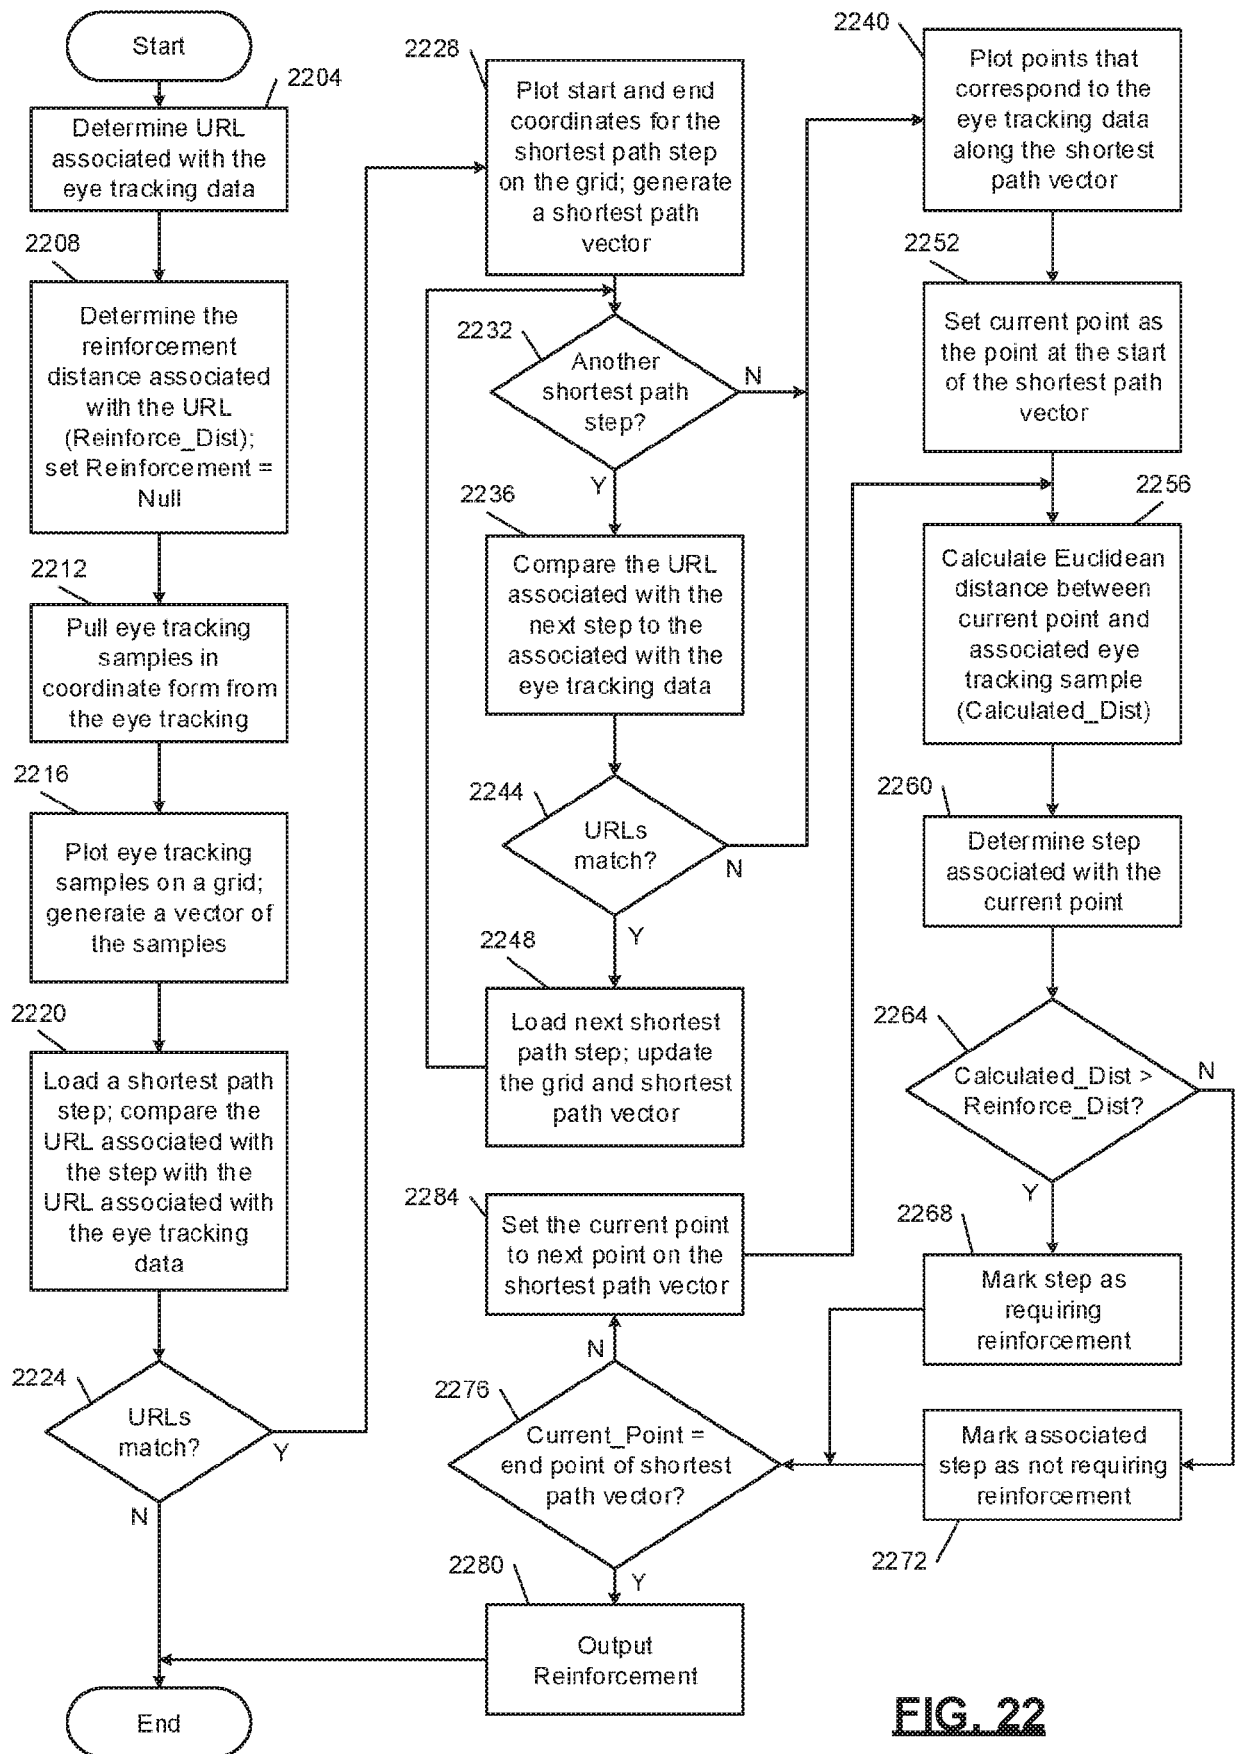 Start
2204
Determine URL
associated with the
eye tracking data
2208
Determine the
reinforcement
distance associated
with the URL
(Reinforce_Dist);
set Reinforcement =
Null
2212
Pull eye tracking
samples in
coordinate form from
the eye tracking
2216
Plot eye tracking
samples on a grid;
generate a vector of
the samples
2220
Load a shortest path
step; compare the
URL associated with
the step with the
URL associated with
the eye tracking
data
2224
URLs
match?
Y
N
End
2228
Plot start and end
coordinates for the
shortest path step
on the grid; generate
a shortest path
vector
2232
Another
shortest path
step?
N
Y
2236
Compare the URL
associated with the
next step to the
associated with the
eye tracking data
2244
URLs
match?
N
Y
2248
Load next shortest
path step; update
the grid and shortest
path vector
2284
Set the current point
to next point on the
shortest path vector
N
2276
Current_Point =
end point of shortest
path vector?
2280
Y
Output
Reinforcement
2240
Plot points that
correspond to the
eye tracking data
along the shortest
path vector
2252
Set current point as
the point at the start
of the shortest path
vector
2256
Calculate Euclidean
distance between
current point and
associated eye
tracking sample
(Calculated_Dist)
2260
Determine step
associated with the
current point
2264
Calculated_Dist >
Reinforce_Dist?
N
Y
2268
Mark step as
requiring
reinforcement
Mark associated
step as not requiring
reinforcement
2272
FIG. 22